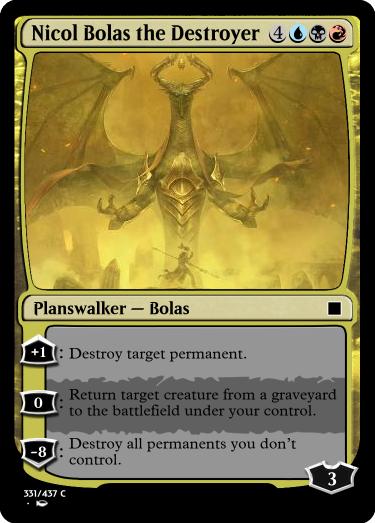 Nicol Bolas the Destroyer 4
Planswalker — Bolas
+1 : Destroy target permanent.
0 : Return target creature from a graveyard
to the battlefield under your control.
-8 : Destroy all permanents you don't
control.
3
331/437 C